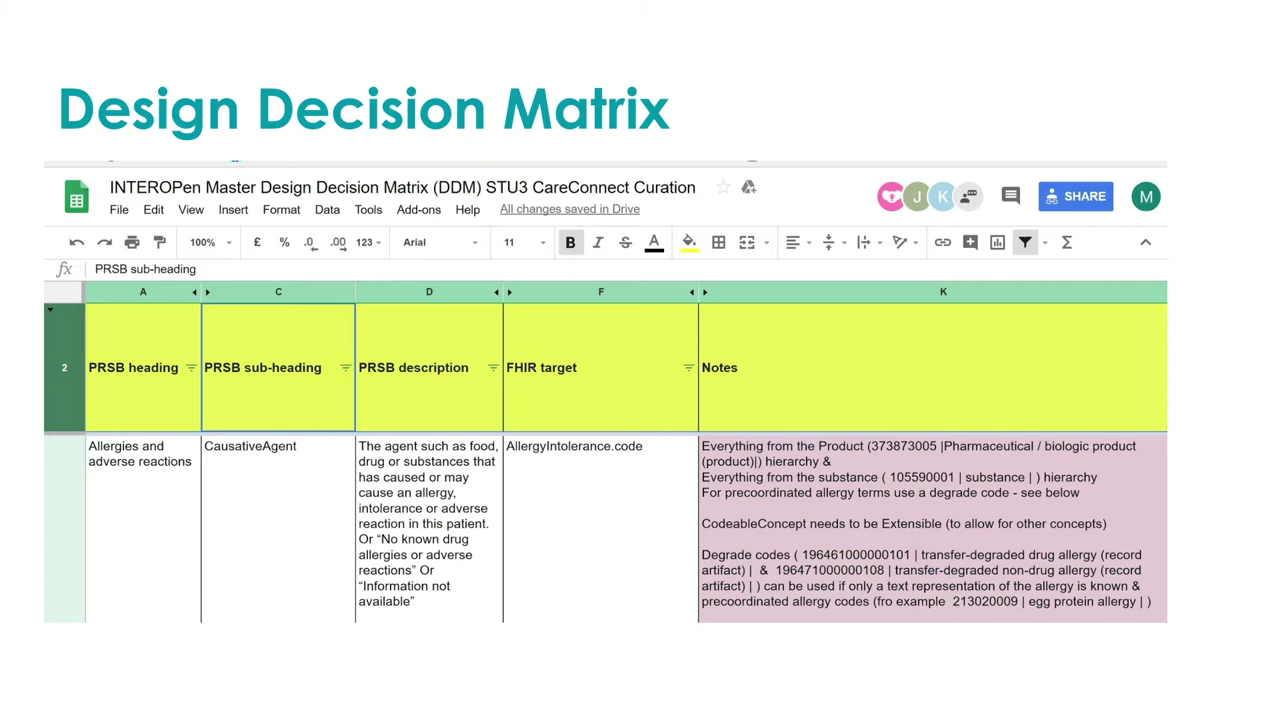 Design Decision Matrix
INTEROPen Master Design Decision Matrix (DDM) STU3 CareConnect Curation
File Edit View Insert Format Data Tools Add-ons Help All changes saved in Drive
J K SHARE M
100% £ % .0 .00 123 Arial 11 B I S A Σ
fx PRSB sub-heading
A C D F K
2 PRSB heading PRSB sub-heading PRSB description FHIR target Notes
Allergies and
adverse reactions
CausativeAgent
The agent such as food,
drug or substances that
has caused or may
cause an allergy,
intolerance or adverse
reaction in this patient.
Or “No known drug
allergies or adverse
reactions” Or
“Information not
available”
AllergyIntolerance.code
Everything from the Product (373873005 |Pharmaceutical / biologic product
(product)|) hierarchy &
Everything from the substance ( 105590001 | substance | ) hierarchy
For precoordinated allergy terms use a degrade code - see below
CodeableConcept needs to be Extensible (to allow for other concepts)
Degrade codes ( 196461000000101 | transfer-degraded drug allergy (record
artifact) | & 196471000000108 | transfer-degraded non-drug allergy (record
artifact) | ) can be used if only a text representation of the allergy is known &
precoordinated allergy codes (fro example 213020009 | egg protein allergy | )